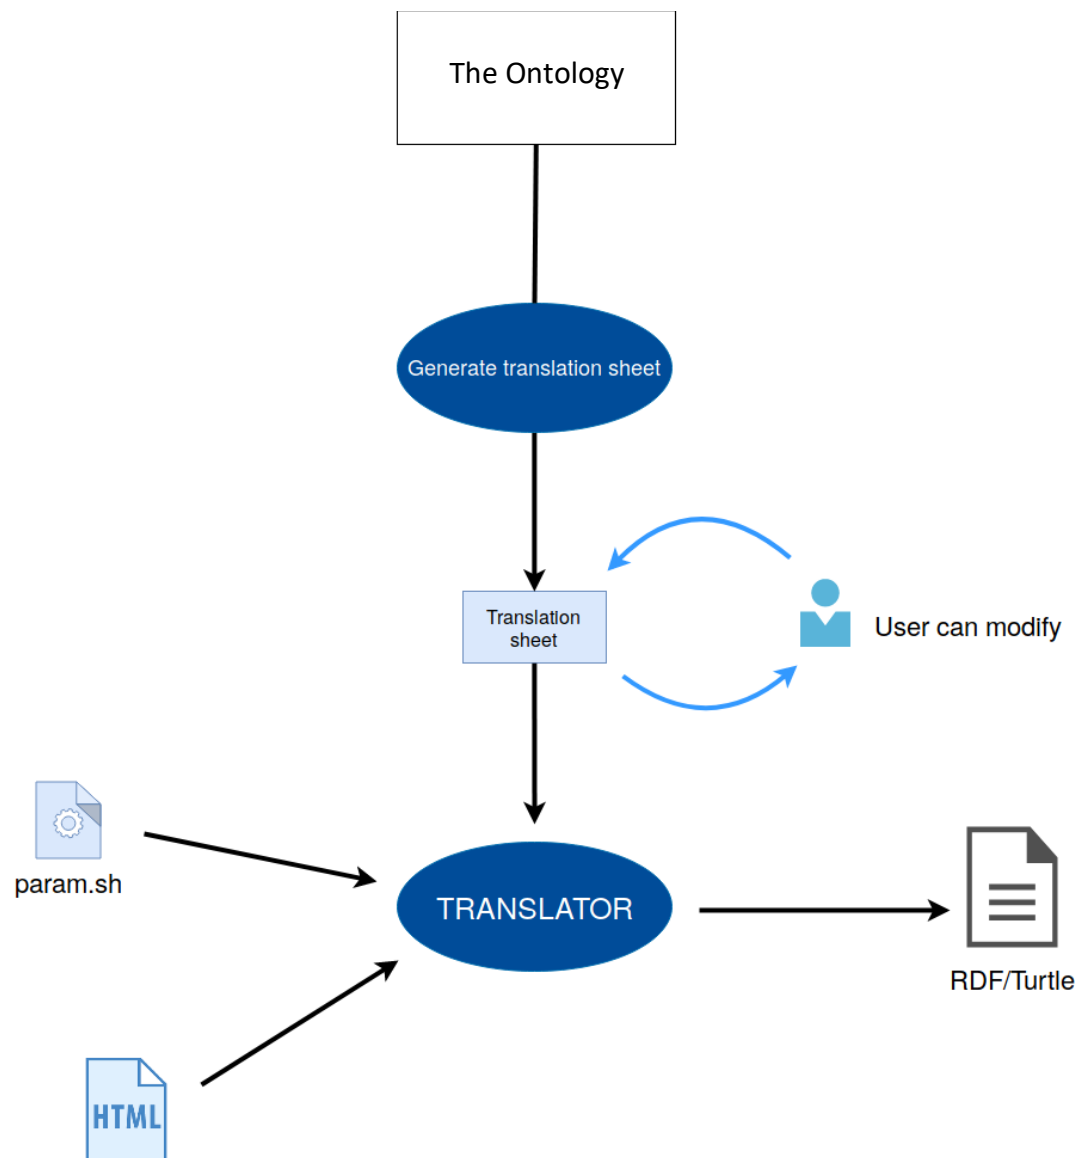 The Ontology
Generate translation sheet
Translation
sheet
User can modify
param.sh
TRANSLATOR
RDF/Turtle
HTML